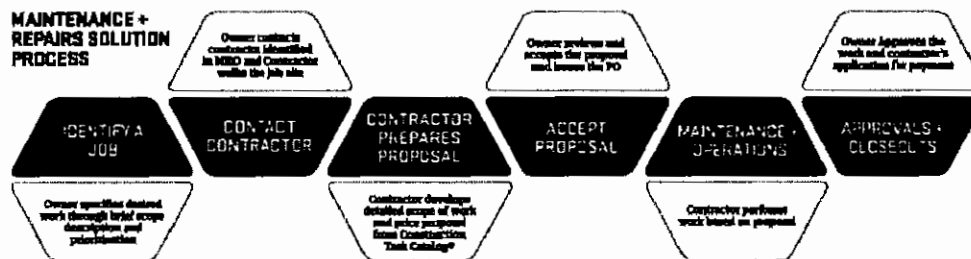 MAINTENANCE +
REPAIRS SOLUTION
PROCESS
Owner contacts
contractor identified
in MRO and Contractor
walks the job site
Owner reviews and
accepts the proposal
and issues the PO
Owner Approves the
work and contractor's
application for payment
IDENTIFY A
JOB
CONTACT
CONTRACTOR
CONTRACTOR
PREPARES
PROPOSAL
ACCEPT
PROPOSAL
MAINTENANCE +
OPERATIONS
APPROVALS +
CLOSEOUTS
Owner specifies desired
work through brief scope
description and
prioritization
Contractor develops
detailed scope of work
and price proposal
from Construction
Task Catalog®
Contractor performs
work based on proposal